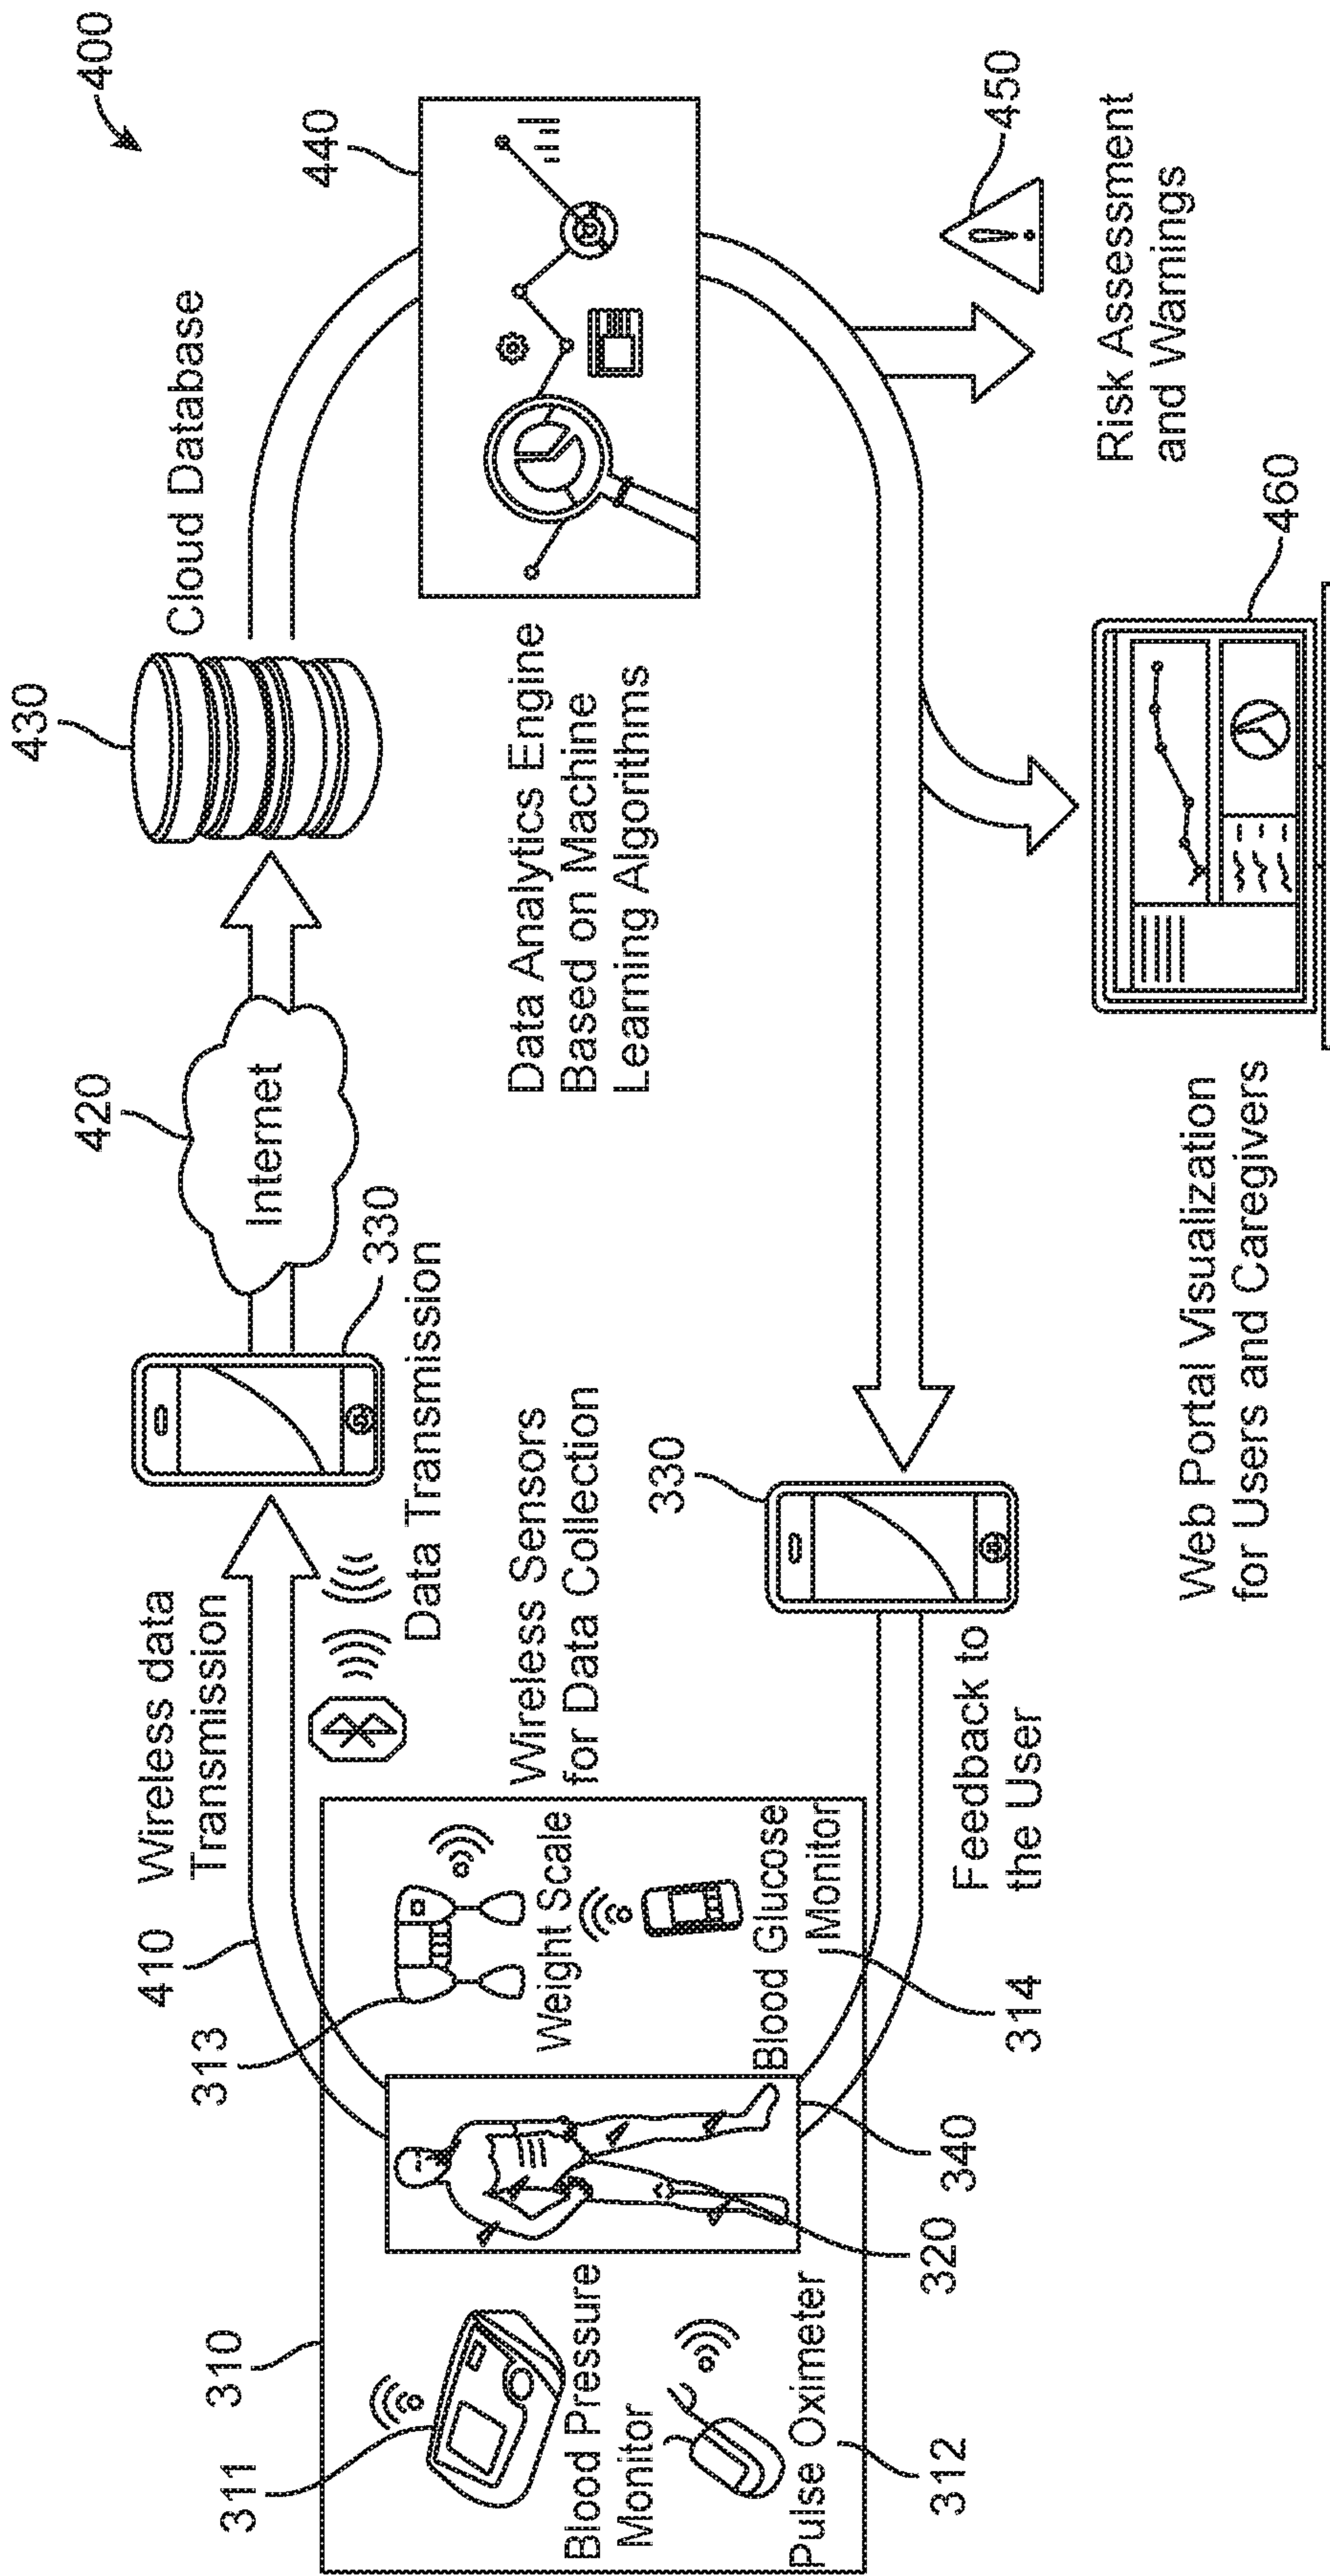 400
430
Cloud Database
440
420
Internet
330
Data Transmission
410
Wireless data
Transmission
Data Analytics Engine
Based on Machine
Learning Algorithms
Wireless Sensors
for Data Collection
310
311
Blood Pressure
Monitor
Pulse Oximeter
312
313
Weight Scale
Blood Glucose
Monitor
314
320
340
330
Feedback to
the User
450
Risk Assessment
and Warnings
460
Web Portal Visualization
for Users and Caregivers